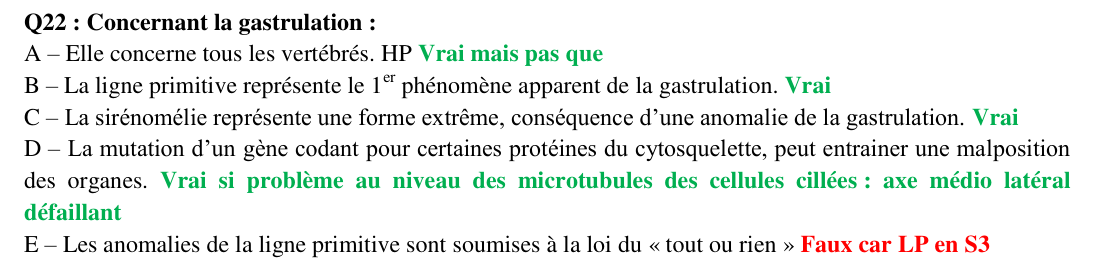 Q22 : Concernant la gastrulation :
A – Elle concerne tous les vertébrés. HP Vrai mais pas que
B – La ligne primitive représente le 1er phénomène apparent de la gastrulation. Vrai
C – La sirénomélie représente une forme extrême, conséquence d’une anomalie de la gastrulation. Vrai
D – La mutation d’un gène codant pour certaines protéines du cytosquelette, peut entrainer une malposition
des organes. Vrai si problème au niveau des microtubules des cellules cillées : axe médio latéral
défaillant
E – Les anomalies de la ligne primitive sont soumises à la loi du « tout ou rien » Faux car LP en S3